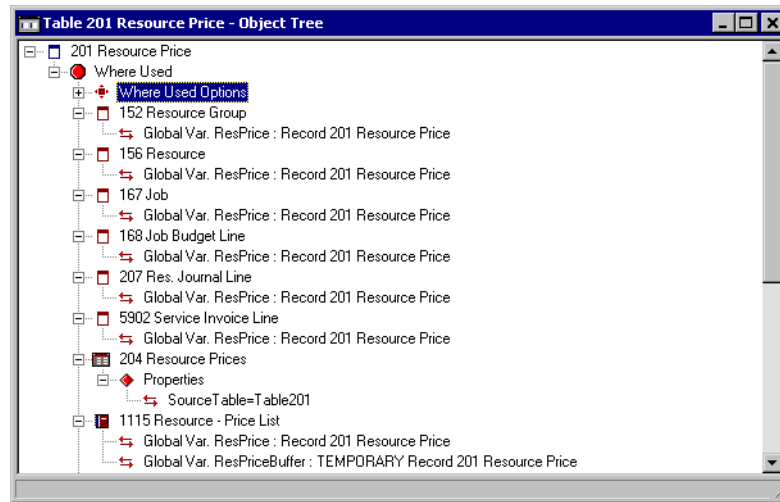 Table 201 Resource Price - Object Tree
201 Resource Price
Where Used
Where Used Options
152 Resource Group
Global Var. ResPrice : Record 201 Resource Price
156 Resource
Global Var. ResPrice : Record 201 Resource Price
167 Job
Global Var. ResPrice : Record 201 Resource Price
168 Job Budget Line
Global Var. ResPrice : Record 201 Resource Price
207 Res. Journal Line
Global Var. ResPrice : Record 201 Resource Price
5902 Service Invoice Line
Global Var. ResPrice : Record 201 Resource Price
204 Resource Prices
Properties
SourceTable=Table201
1115 Resource - Price List
Global Var. ResPrice : Record 201 Resource Price
Global Var. ResPriceBuffer : TEMPORARY Record 201 Resource Price